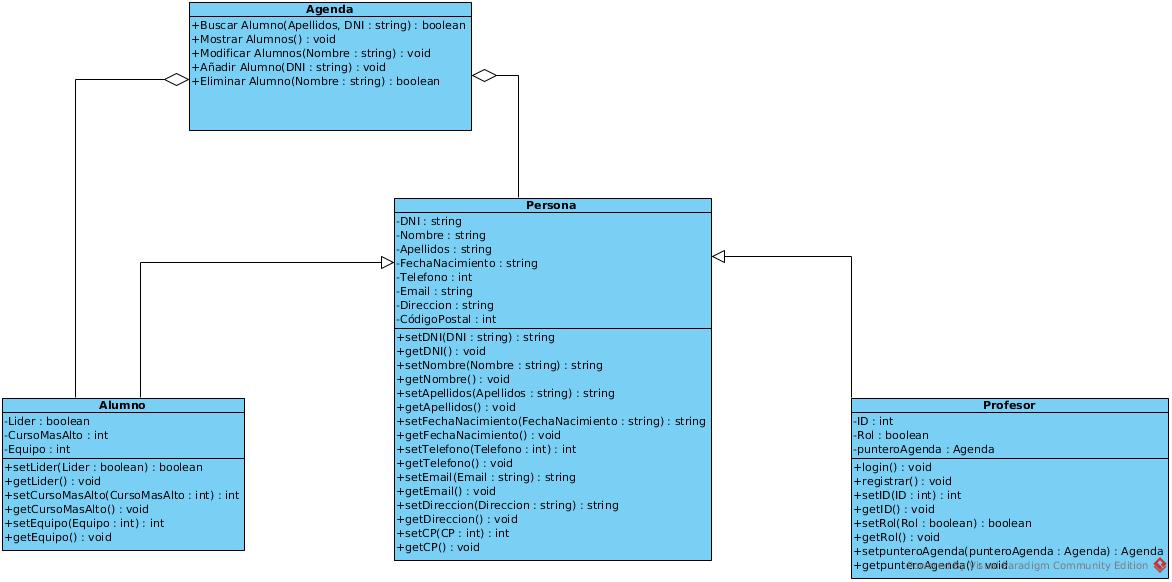 Agenda
+Buscar Alumno(Apellidos, DNI : string) : boolean
+Mostrar Alumnos() : void
+Modificar Alumnos(Nombre : string) : void
+Añadir Alumno(DNI : string) : void
+Eliminar Alumno(Nombre : string) : boolean
Persona
-DNI : string
-Nombre : string
-Apellidos : string
-FechaNacimiento : string
-Telefono : int
-Email : string
-Direccion : string
-CódigoPostal : int
+setDNI(DNI : string) : string
+getDNI() : void
+setNombre(Nombre : string) : string
+getNombre() : void
+setApellidos(Apellidos : string) : string
+getApellidos() : void
+setFechaNacimiento(FechaNacimiento : string) : string
+getFechaNacimiento() : void
+setTelefono(Telefono : int) : int
+getTelefono() : void
+setEmail(Email : string) : string
+getEmail() : void
+setDireccion(Direccion : string) : string
+getDireccion() : void
+setCP(CP : int) : int
+getCP() : void
Alumno
-Lider : boolean
-CursoMasAlto : int
-Equipo : int
+setLider(Lider : boolean) : boolean
+getLider() : void
+setCursoMasAlto(CursoMasAlto : int) : int
+getCursoMasAlto() : void
+setEquipo(Equipo : int) : int
+getEquipo() : void
Profesor
-ID : int
-Rol : boolean
-punteroAgenda : Agenda
+login() : void
+registrar() : void
+setID(ID : int) : int
+getID() : void
+setRol(Rol : boolean) : boolean
+getRol() : void
+setpunteroAgenda(punteroAgenda : Agenda) : Agenda
+getpunteroAgenda() : void
Visual Paradigm Community Edition